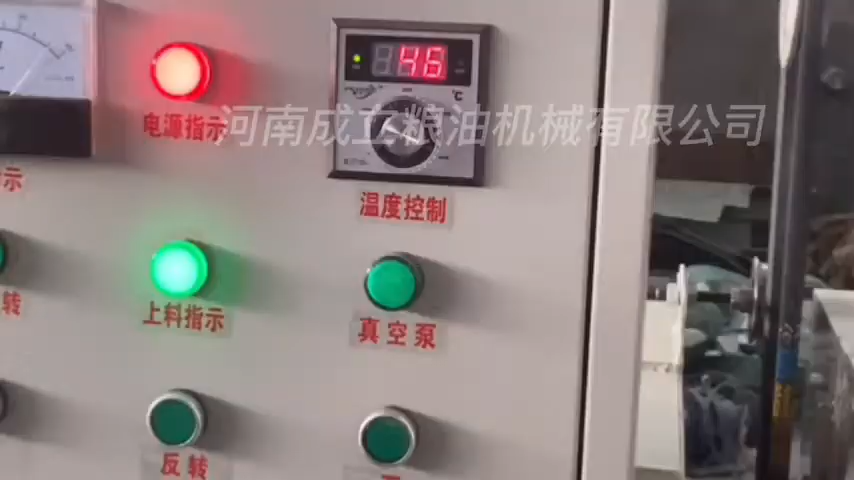 46
℃
电源指示
河南成立粮油机械有限公司
示
温度控制
转
上料指示
真空泵
反转